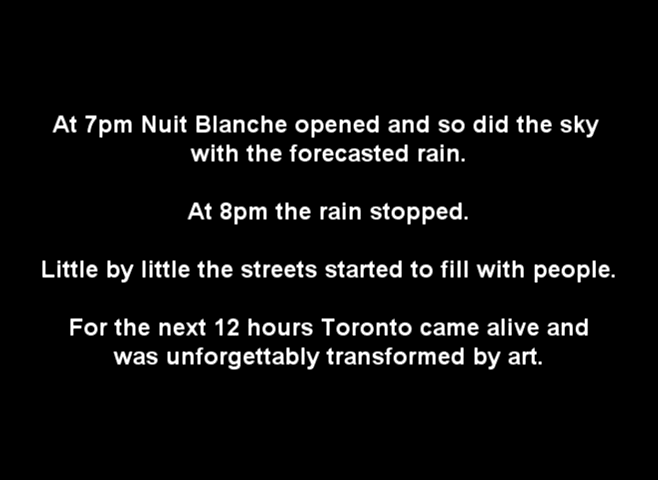 At 7pm Nuit Blanche opened and so did the sky
with the forecasted rain.
At 8pm the rain stopped.
Little by little the streets started to fill with people.
For the next 12 hours Toronto came alive and
was unforgettably transformed by art.